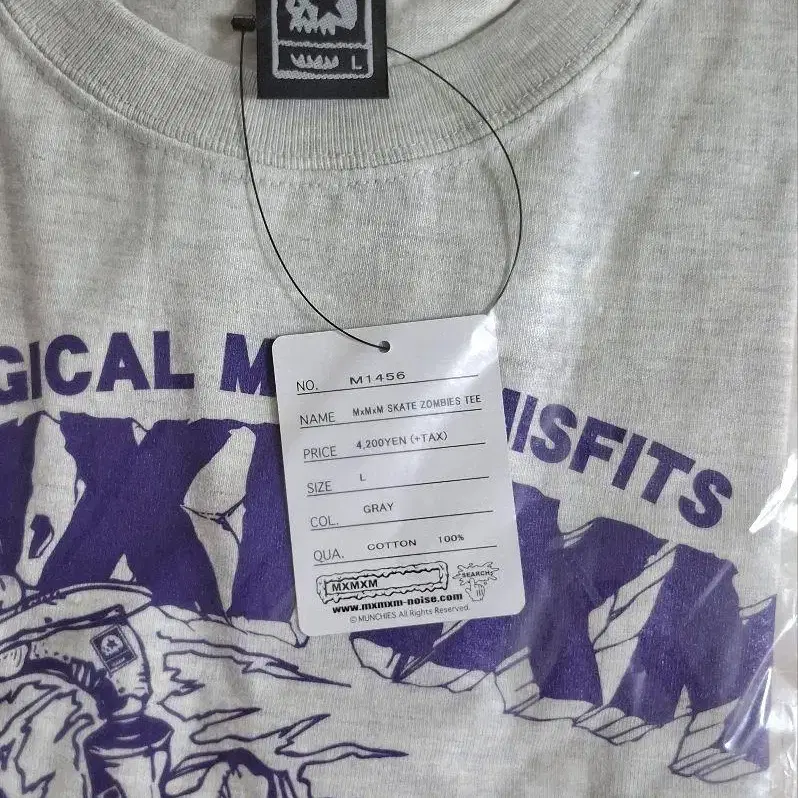 L
GICAL M
MISFITS
NO. M1456
NAME MxMxM SKATE ZOMBIES TEE
PRICE 4,200YEN (+TAX)
SIZE L
COL. GRAY
QUA. COTTON 100%
MXMXM
SEARCH
www.mxmxm-noise.com
© MUNCHIES All Rights Reserved.